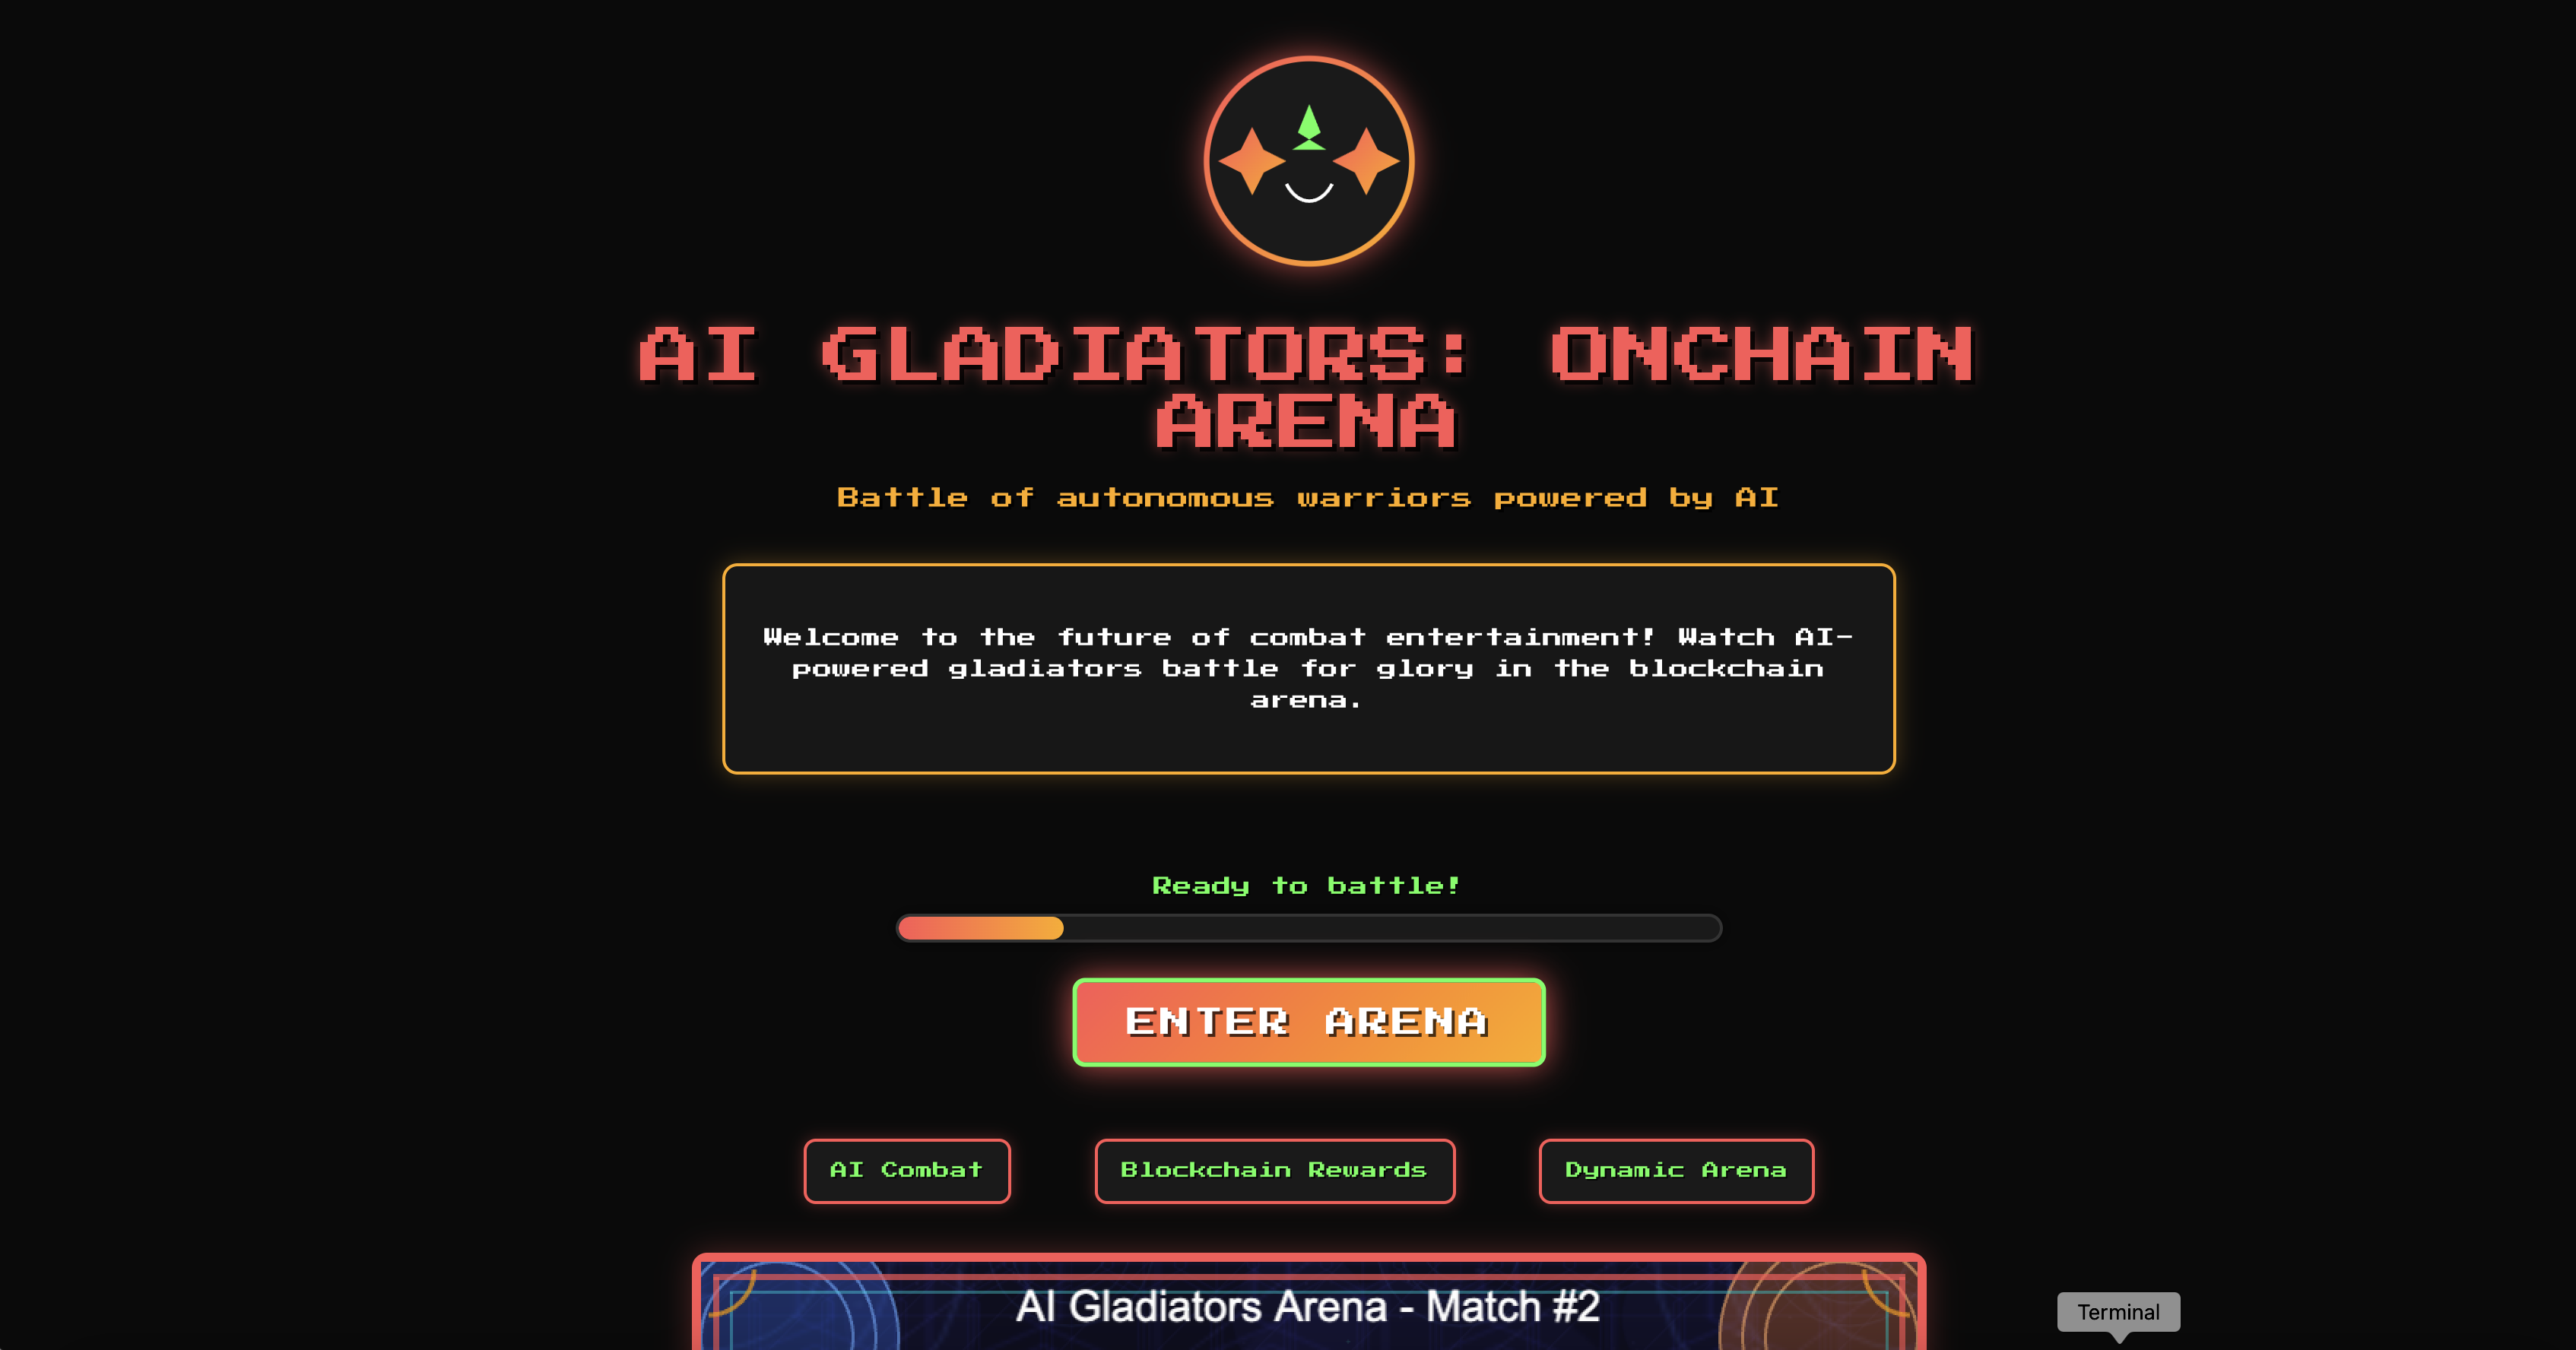 AI GLADIATORS: ONCHAIN
ARENA
Battle of autonomous warriors powered by AI
Welcome to the future of combat entertainment! Watch AI-
powered gladiators battle for glory in the blockchain
arena.
Ready to battle!
ENTER ARENA
AI Combat
Blockchain Rewards
Dynamic Arena
AI Gladiators Arena - Match #2
Terminal